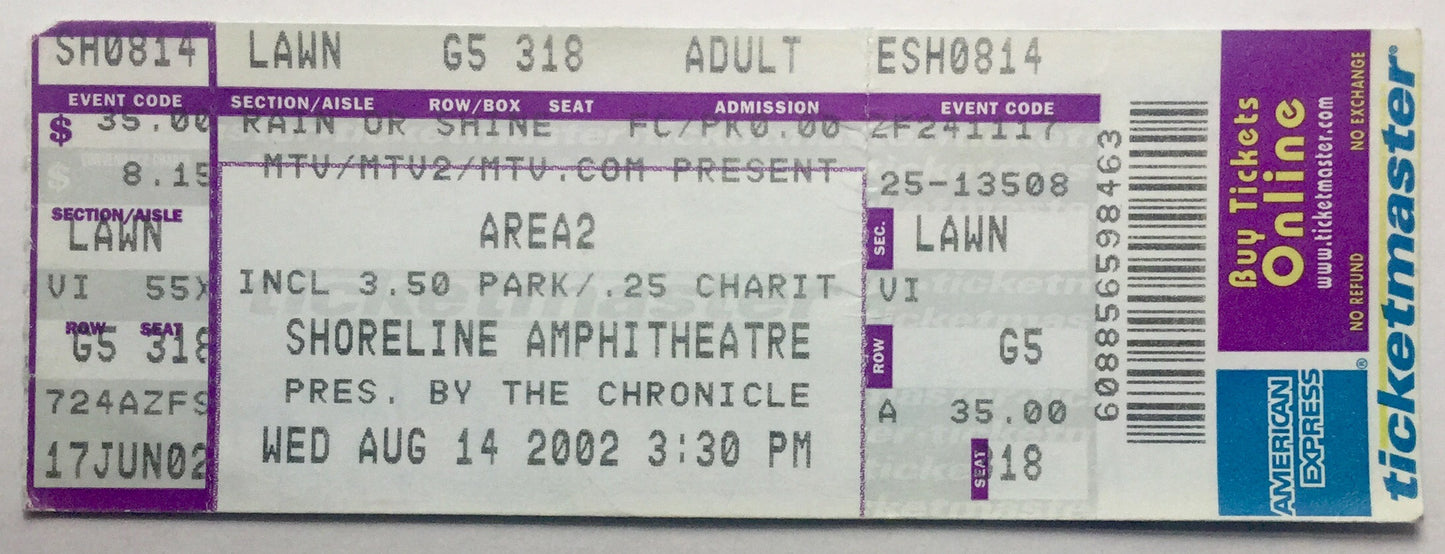 SH0814 LAWN G5 318 ADULT ESH0814
EVENT CODE SECTION/AISLE ROW/BOX SEAT ADMISSION EVENT CODE
$ 35.00 RAIN OR SHINE FC/PK0.00 ZF241117
$ 8.15 MTV/MTV2/MTV.COM PRESENT 25-13508
SECTION/AISLE
LAWN AREA2 SEC. LAWN
VI 55X INCL 3.50 PARK/.25 CHARIT VI
ROW SEAT
G5 318 SHORELINE AMPHITHEATRE ROW G5
724AZFS PRES. BY THE CHRONICLE A 35.00
17JUN02 WED AUG 14 2002 3:30 PM SEAT 18
608856598463
Buy Tickets
Online
www.ticketmaster.com
NO REFUND NO EXCHANGE
AMERICAN
EXPRESS®
ticketmaster